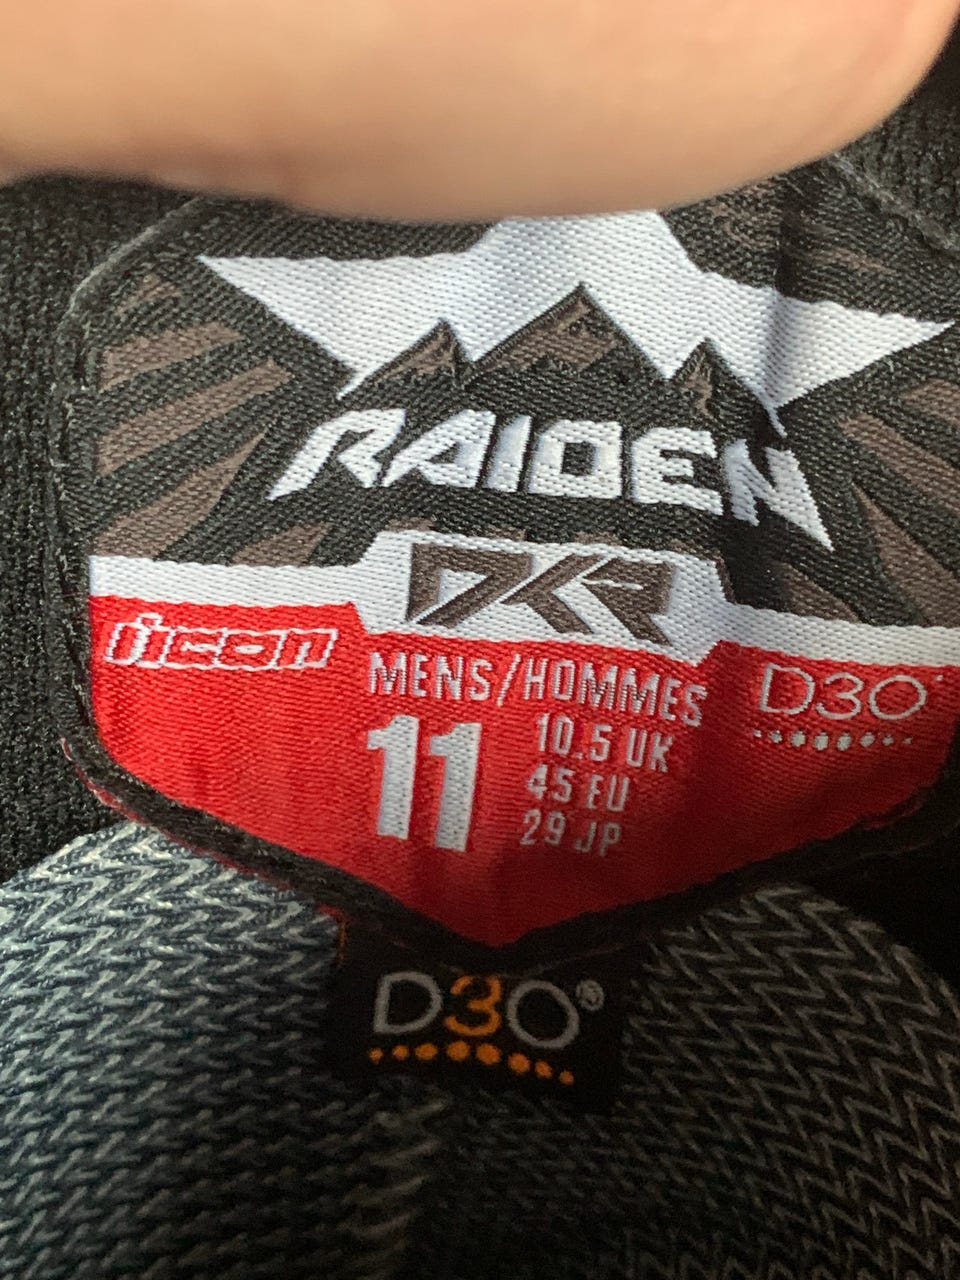 RAIDEN
DKR
icon
MENS/HOMMES
D3O
11
10.5 UK
45 EU
29 JP
D3O®